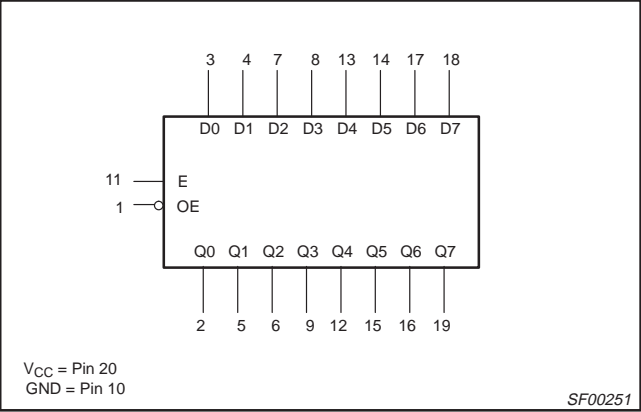 3 4 7 8 13 14 17 18
D0 D1 D2 D3 D4 D5 D6 D7
11 E
1 OE
Q0 Q1 Q2 Q3 Q4 Q5 Q6 Q7
2 5 6 9 12 15 16 19
VCC = Pin 20
GND = Pin 10
SF00251